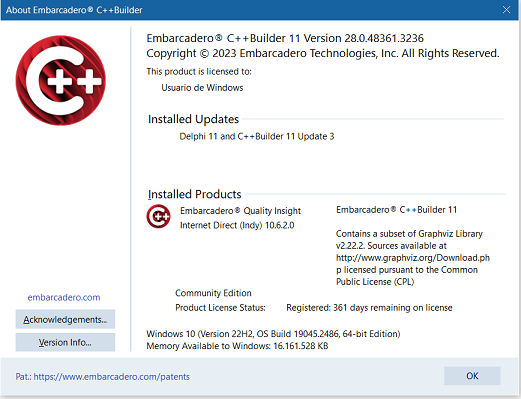 About Embarcadero® C++Builder
Embarcadero® C++Builder 11 Version 28.0.48361.3236
Copyright © 2023 Embarcadero Technologies, Inc. All Rights Reserved.
This product is licensed to:
Usuario de Windows
Installed Updates
Delphi 11 and C++Builder 11 Update 3
Installed Products
Embarcadero® Quality Insight
Internet Direct (Indy) 10.6.2.0
Embarcadero® C++Builder 11
Contains a subset of Graphviz Library
v2.22.2. Sources available at
http://www.graphviz.org/Download.ph
p licensed pursuant to the Common
Public License (CPL)
Community Edition
Product License Status: Registered: 361 days remaining on license
Windows 10 (Version 22H2, OS Build 19045.2486, 64-bit Edition)
Memory Available to Windows: 16.161.528 KB
C++
C++
embarcadero.com
Acknowledgements...
Version Info...
Pat.: https://www.embarcadero.com/patents
OK